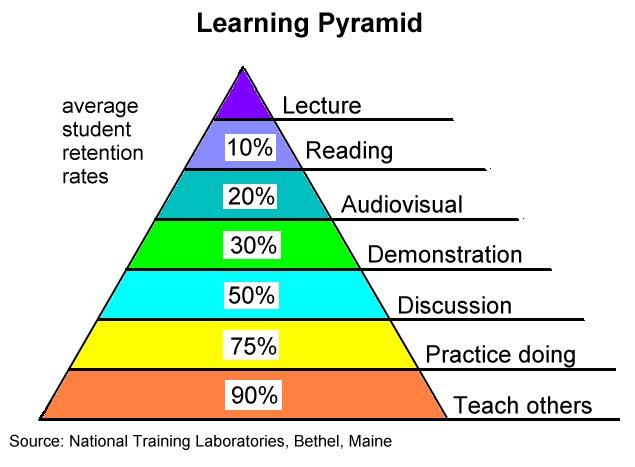 Learning Pyramid
average
student
retention
rates
Lecture
10% Reading
20% Audiovisual
30% Demonstration
50% Discussion
75% Practice doing
90% Teach others
Source: National Training Laboratories, Bethel, Maine